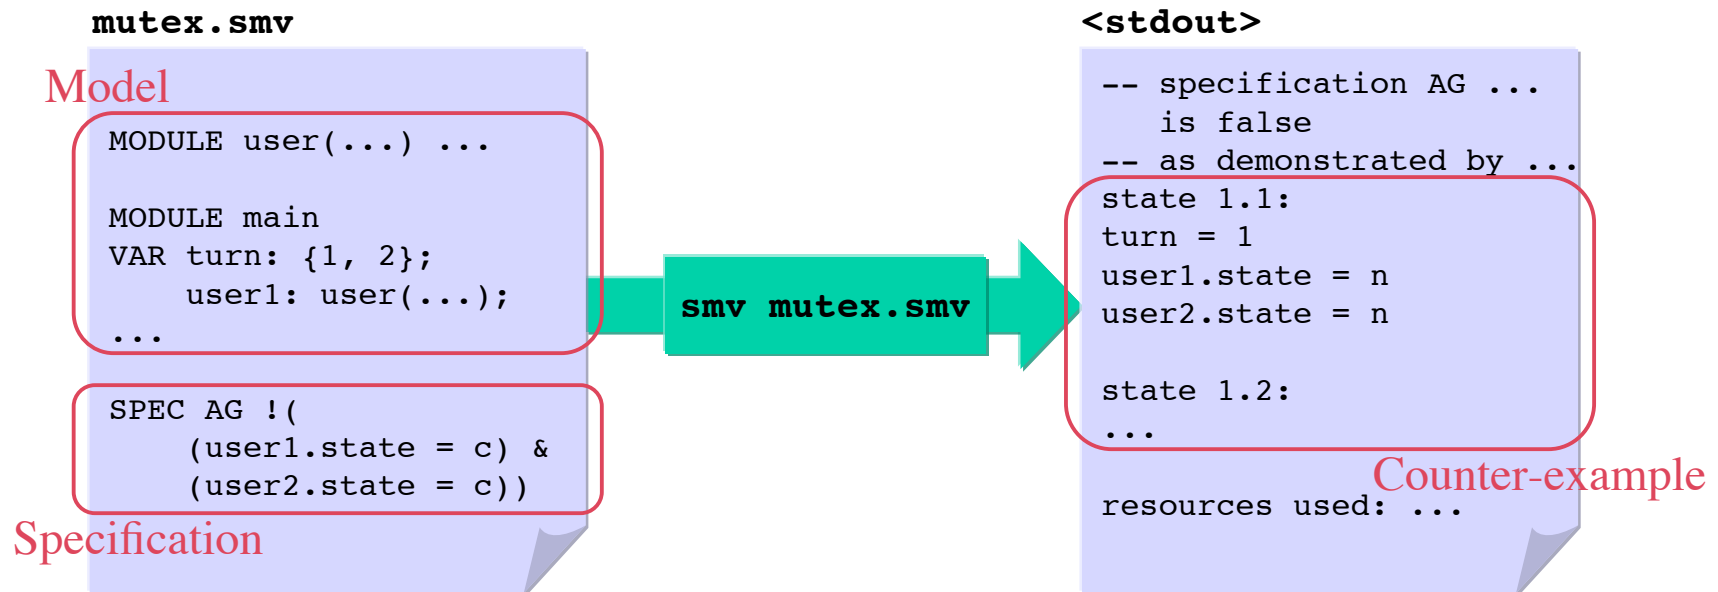 mutex.smv
Model
MODULE user(...) ...
MODULE main
VAR turn: {1, 2};
user1: user(...);
...
SPEC AG !(
(user1.state = c) &
(user2.state = c))
Specification
smv mutex.smv
<stdout>
-- specification AG ...
is false
-- as demonstrated by ...
state 1.1:
turn = 1
user1.state = n
user2.state = n
state 1.2:
...
Counter-example
resources used: ...